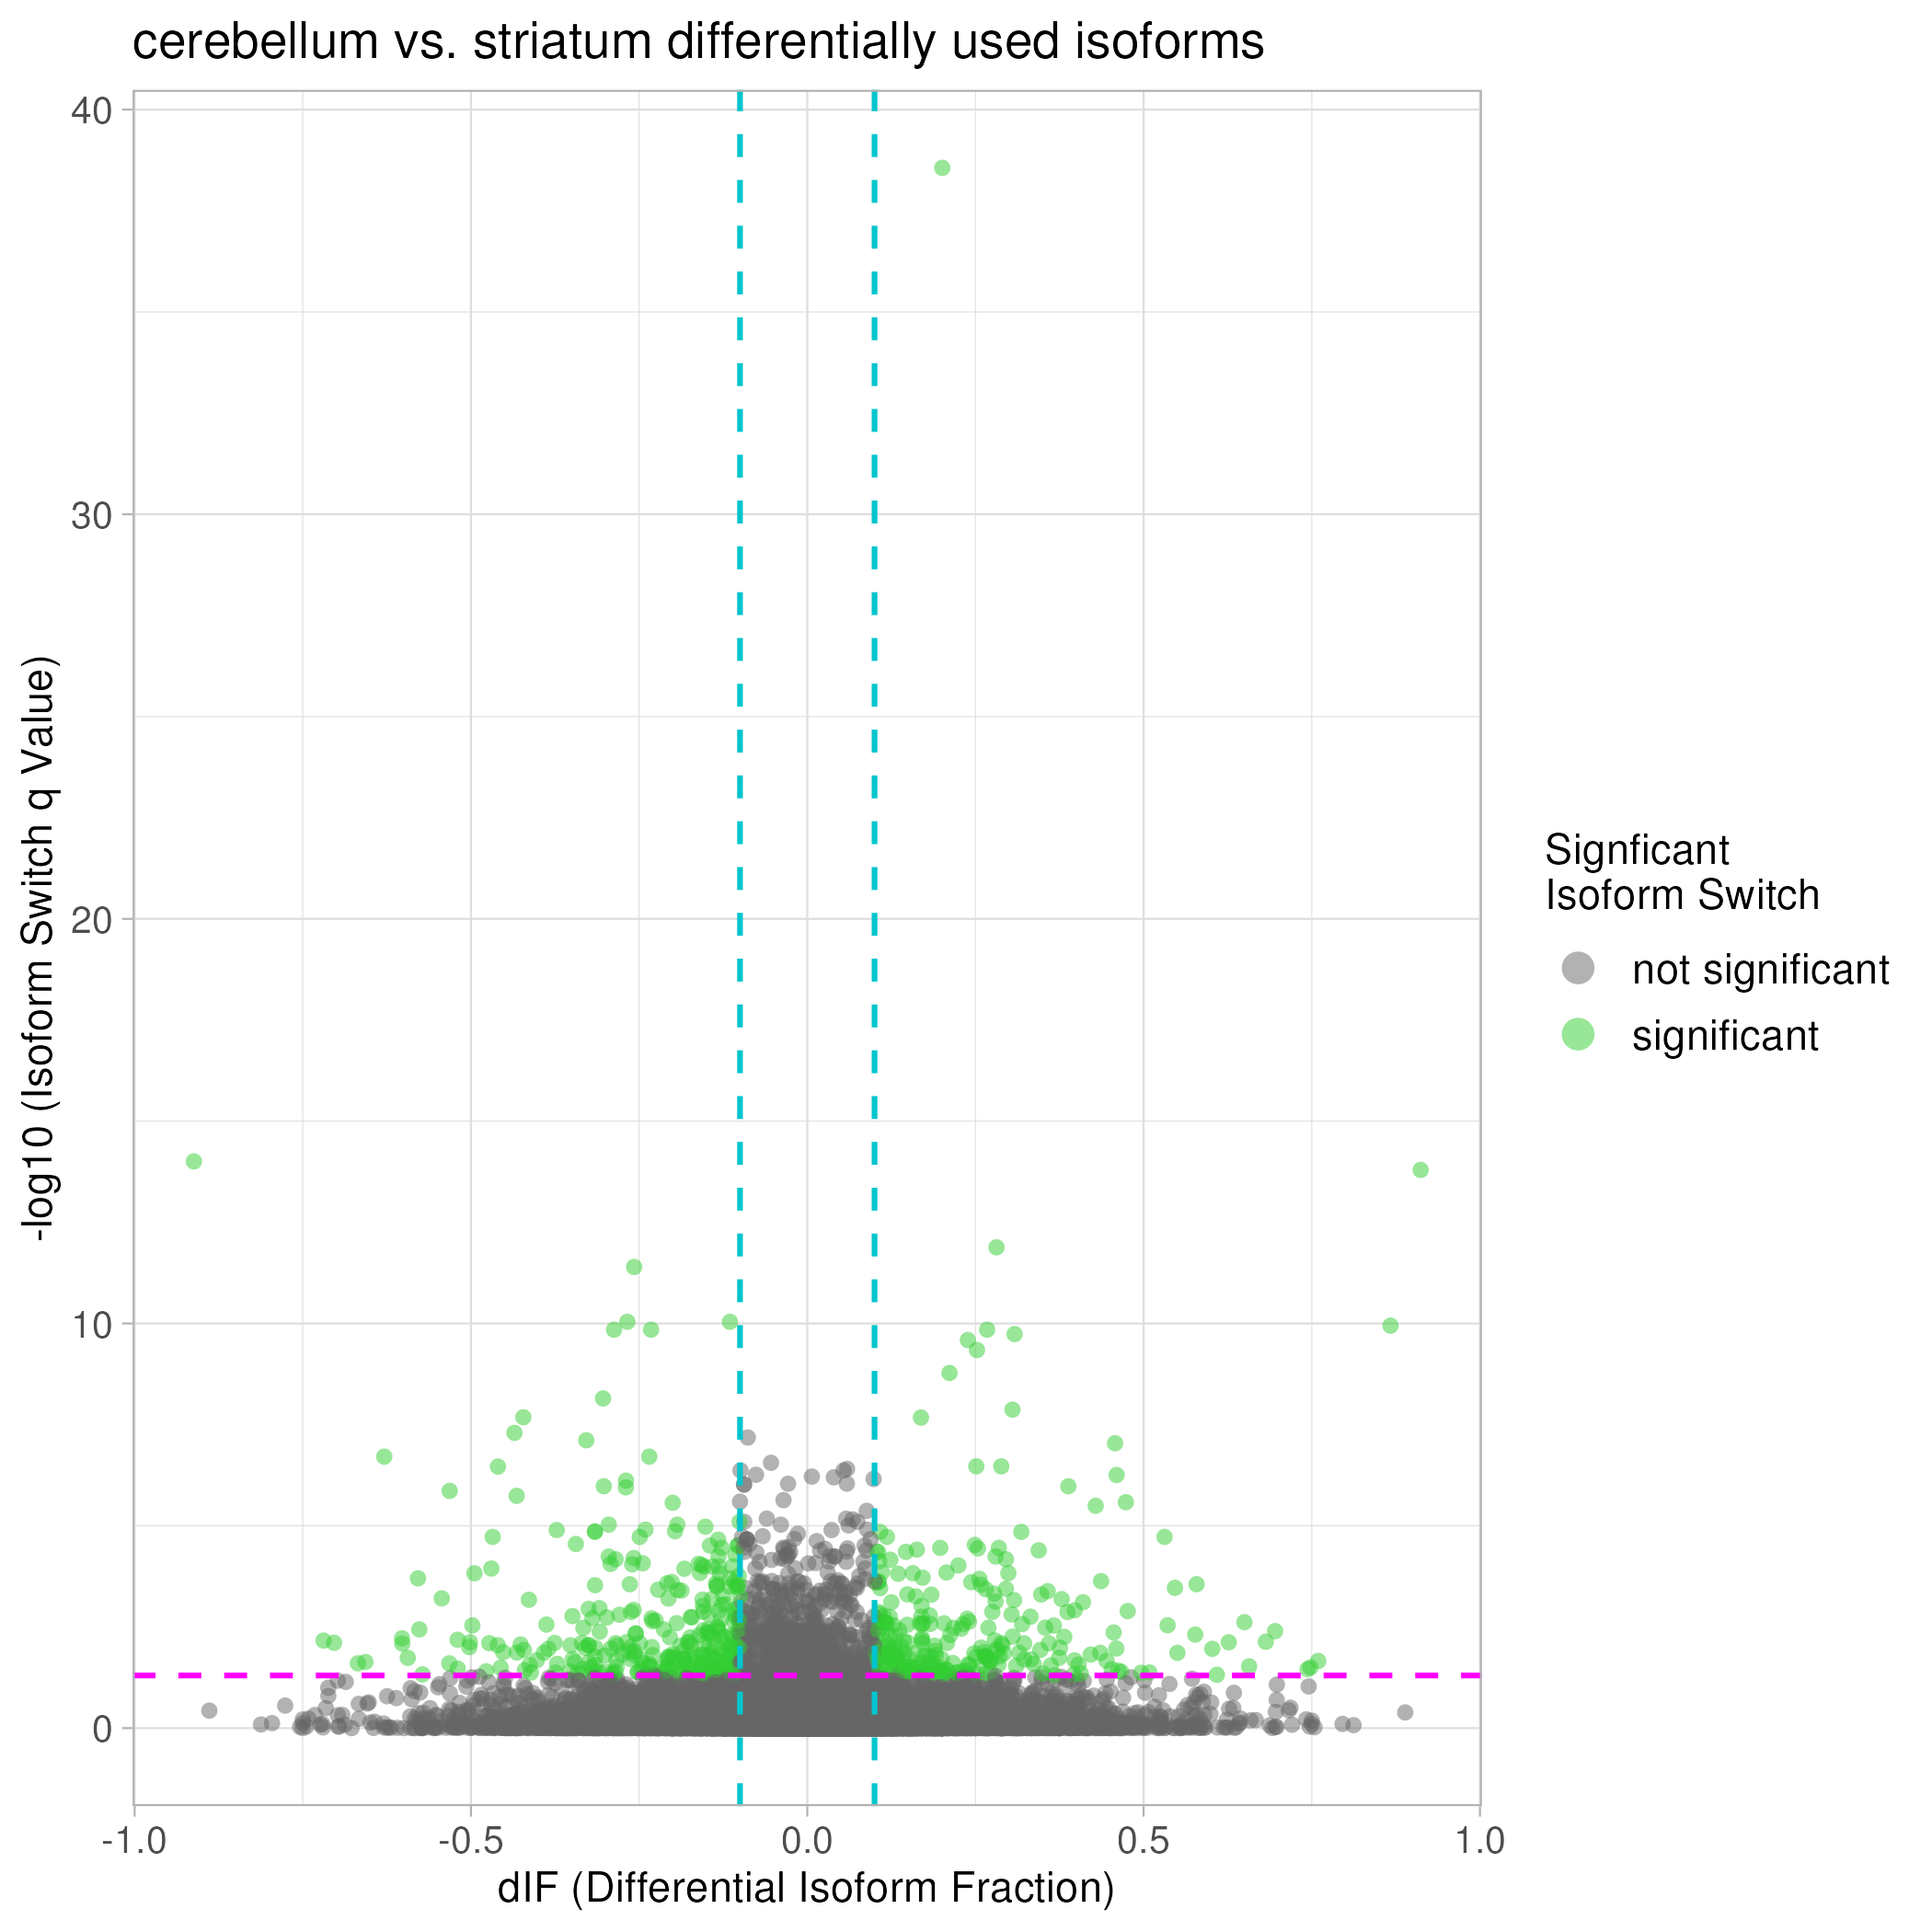 cerebellum vs. striatum differentially used isoforms
40
30
20
10
0
-log10 (Isoform Switch q Value)
-1.0
-0.5
0.0
0.5
1.0
dIF (Differential Isoform Fraction)
Signficant
Isoform Switch
not significant
significant